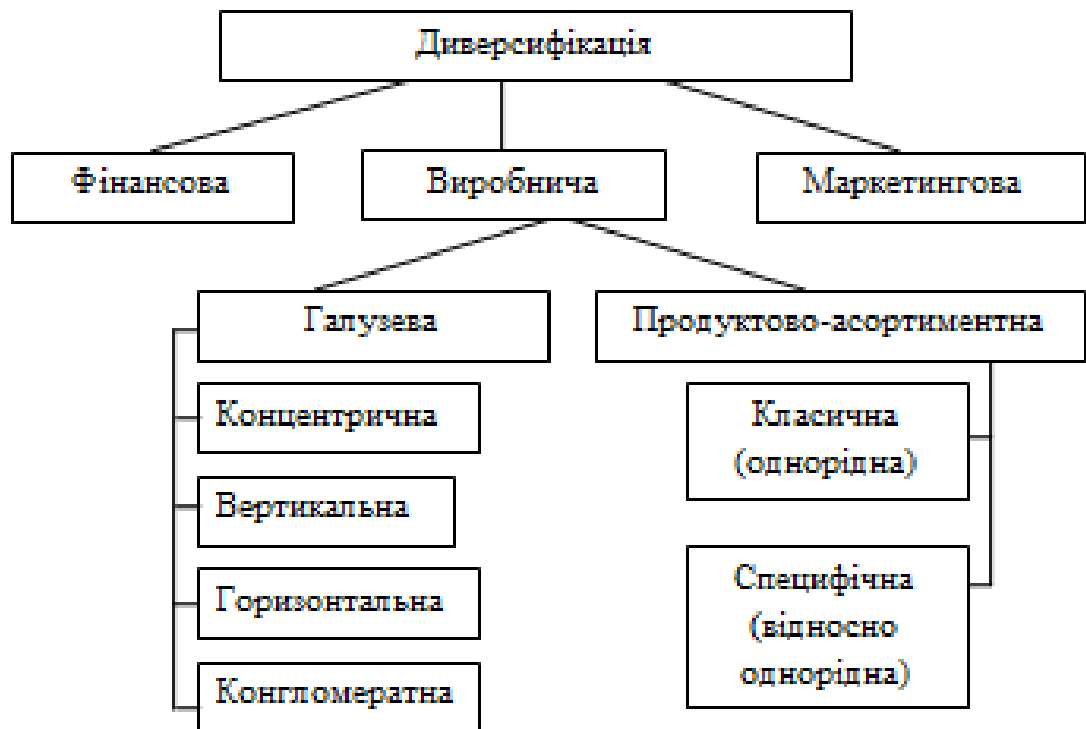 Диверсифікація
Фінансова
Виробнича
Маркетингова
Галузева
Продуктово-асортиментна
Концентрична
Вертикальна
Горизонтальна
Конгломератна
Класична
(однорідна)
Специфічна
(відносно
однорідна)